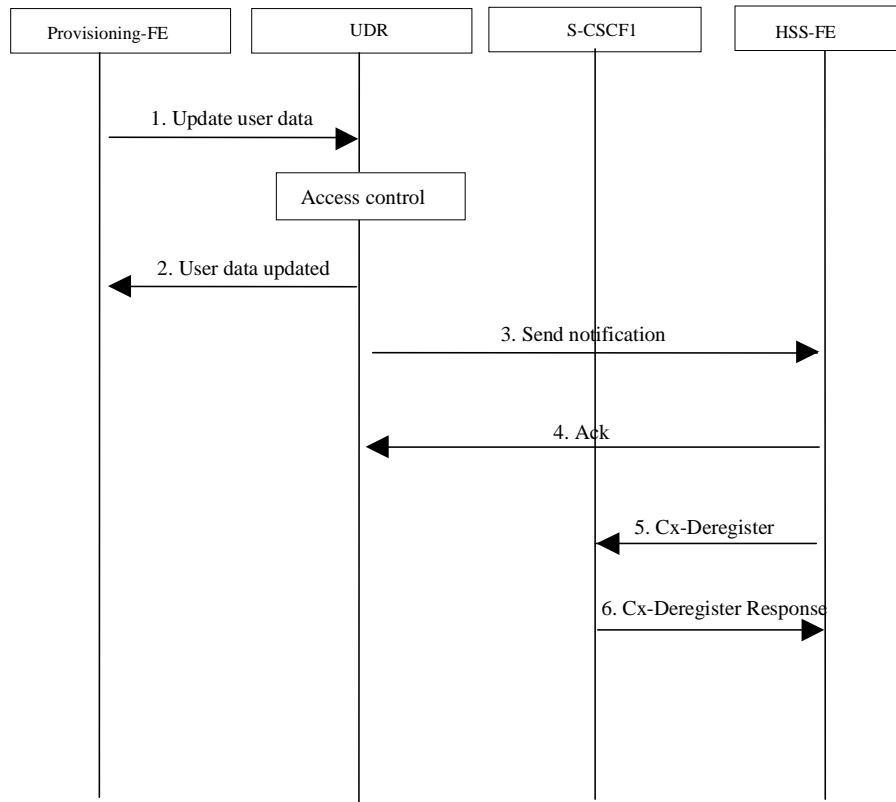 Provisioning-FE
UDR
S-CSCF1
HSS-FE
1. Update user data
Access control
2. User data updated
3. Send notification
4. Ack
5. Cx-Deregister
6. Cx-Deregister Response